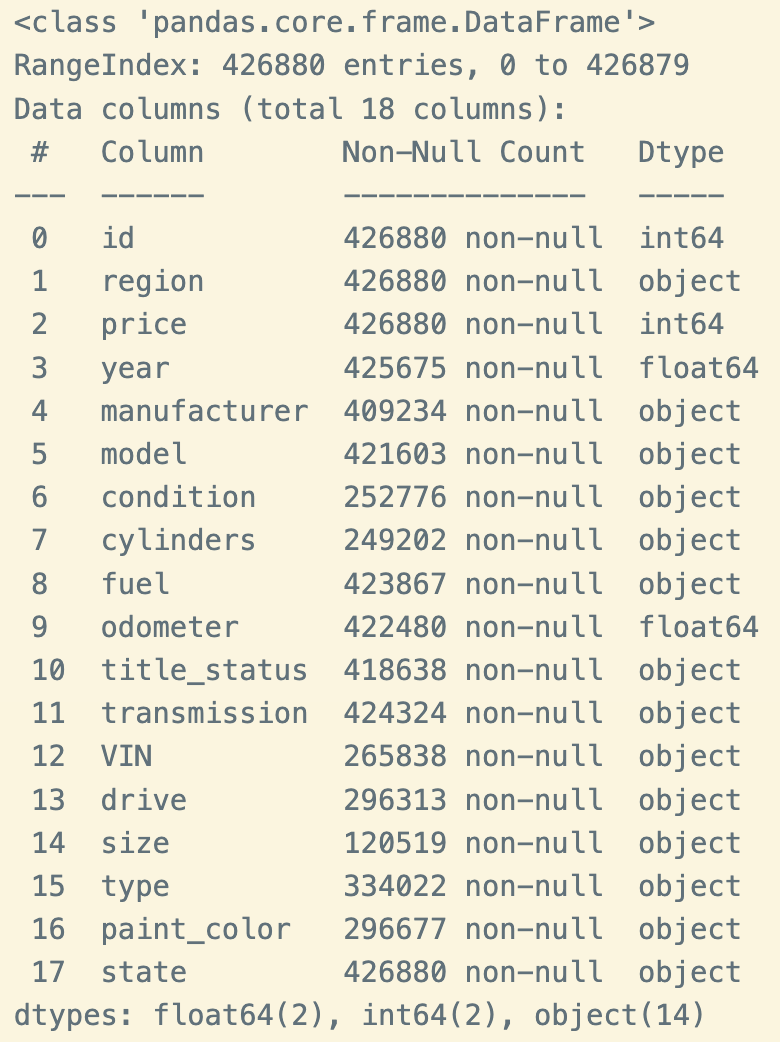 <class 'pandas.core.frame.DataFrame'>
RangeIndex: 426880 entries, 0 to 426879
Data columns (total 18 columns):
 #   Column        Non-Null Count   Dtype
---  ------        --------------   -----
 0   id            426880 non-null  int64
 1   region        426880 non-null  object
 2   price         426880 non-null  int64
 3   year          425675 non-null  float64
 4   manufacturer  409234 non-null  object
 5   model         421603 non-null  object
 6   condition     252776 non-null  object
 7   cylinders     249202 non-null  object
 8   fuel          423867 non-null  object
 9   odometer      422480 non-null  float64
 10  title_status  418638 non-null  object
 11  transmission  424324 non-null  object
 12  VIN           265838 non-null  object
 13  drive         296313 non-null  object
 14  size          120519 non-null  object
 15  type          334022 non-null  object
 16  paint_color   296677 non-null  object
 17  state         426880 non-null  object
dtypes: float64(2), int64(2), object(14)